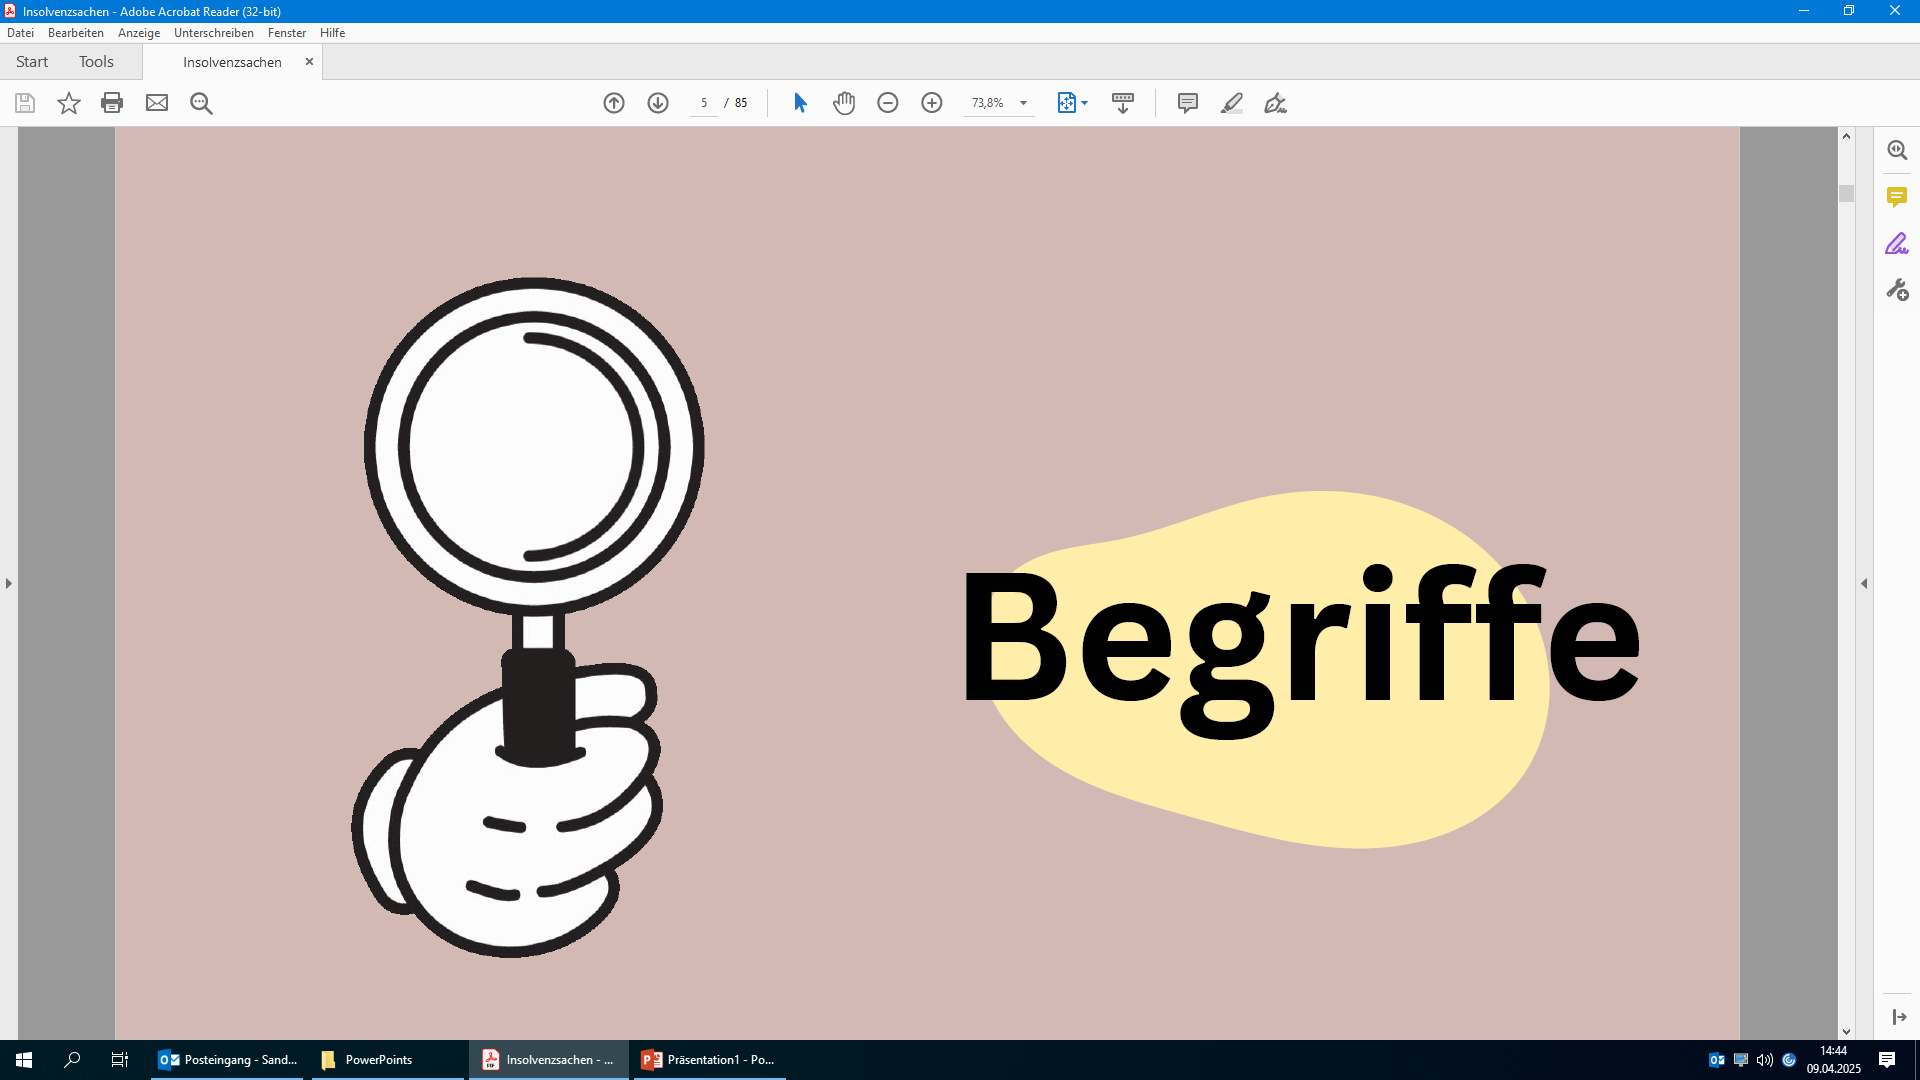 Insolvenzsachen - Adobe Acrobat Reader (32-bit)
Datei Bearbeiten Anzeige Unterschreiben Fenster Hilfe
Start Tools Insolvenzsachen ×
5 / 85 73,8%
Begriffe
Posteingang - Sand... PowerPoints Insolvenzsachen - ... Präsentation1 - Po...
14:44
09.04.2025